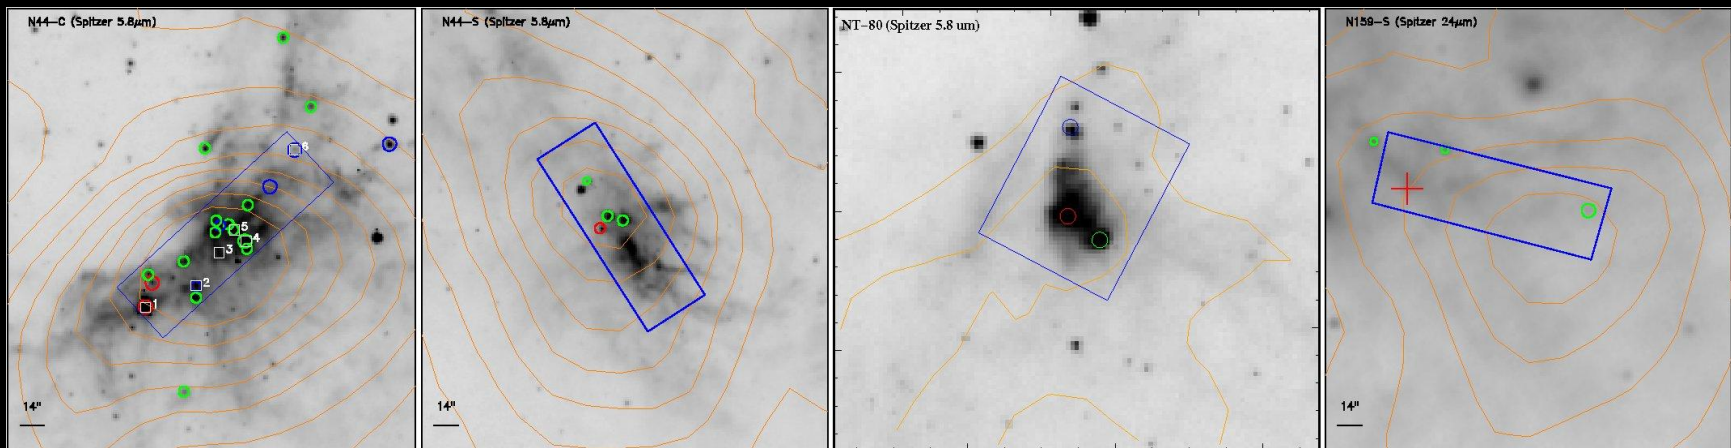 N44-C (Spitzer 5.8μm)
6
5
4
3
2
1
14"
N44-S (Spitzer 5.8μm)
14"
NT-80 (Spitzer 5.8 um)
N159-S (Spitzer 24μm)
14"